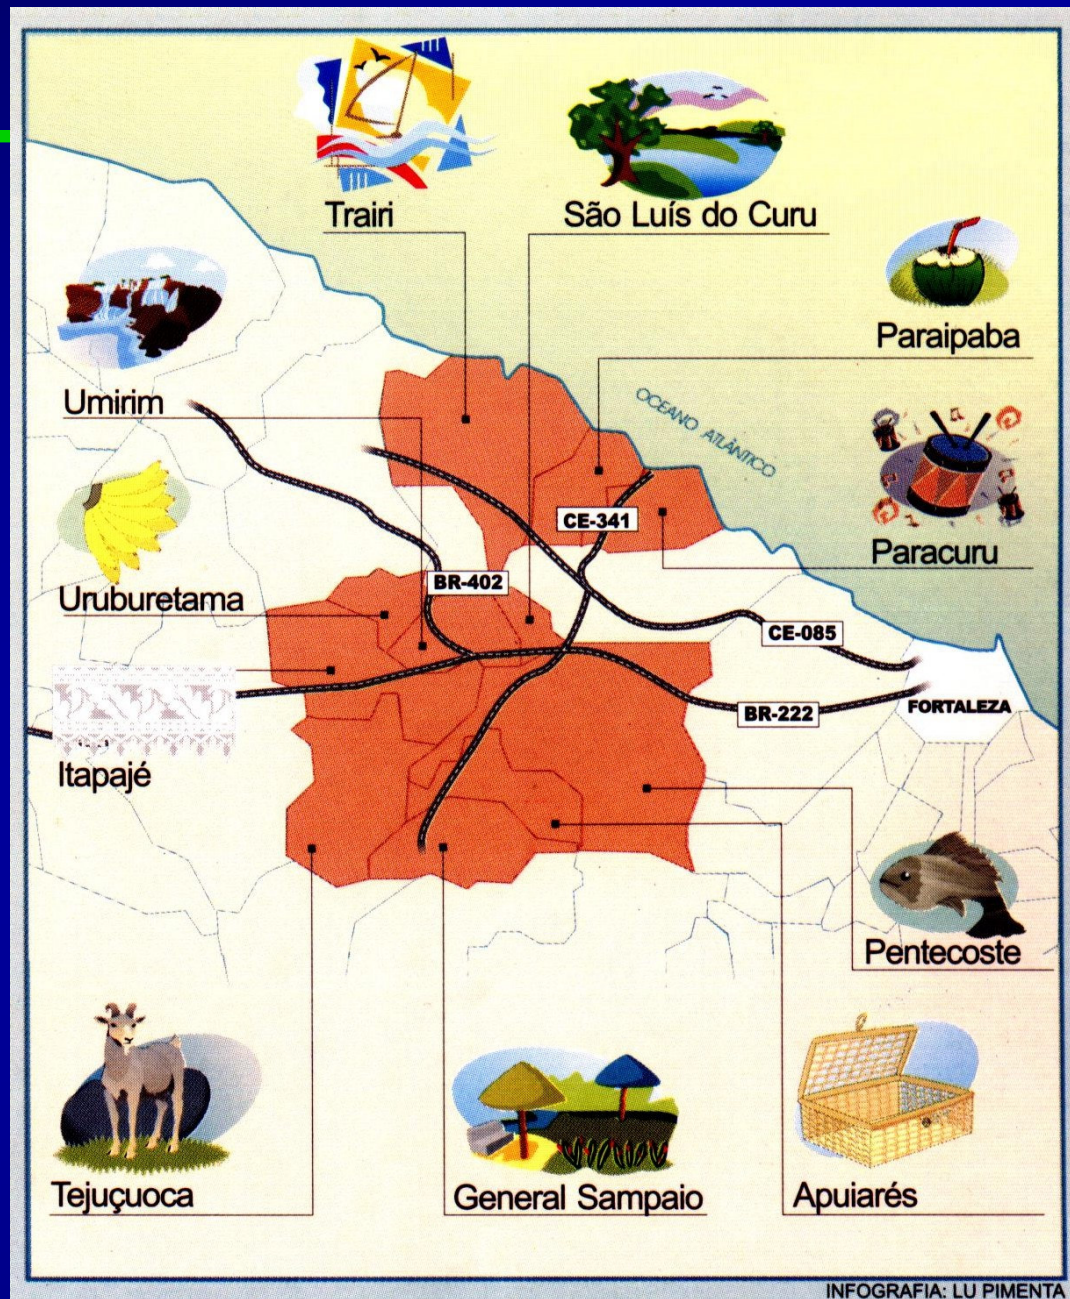 Trairi
São Luís do Curu
Paraipaba
Umirim
OCEANO ATLÂNTICO
Paracuru
CE-341
BR-402
Uruburetama
CE-085
FORTALEZA
BR-222
Itapajé
Pentecoste
Tejuçuoca
General Sampaio
Apuiarés
INFOGRAFIA: LU PIMENTA